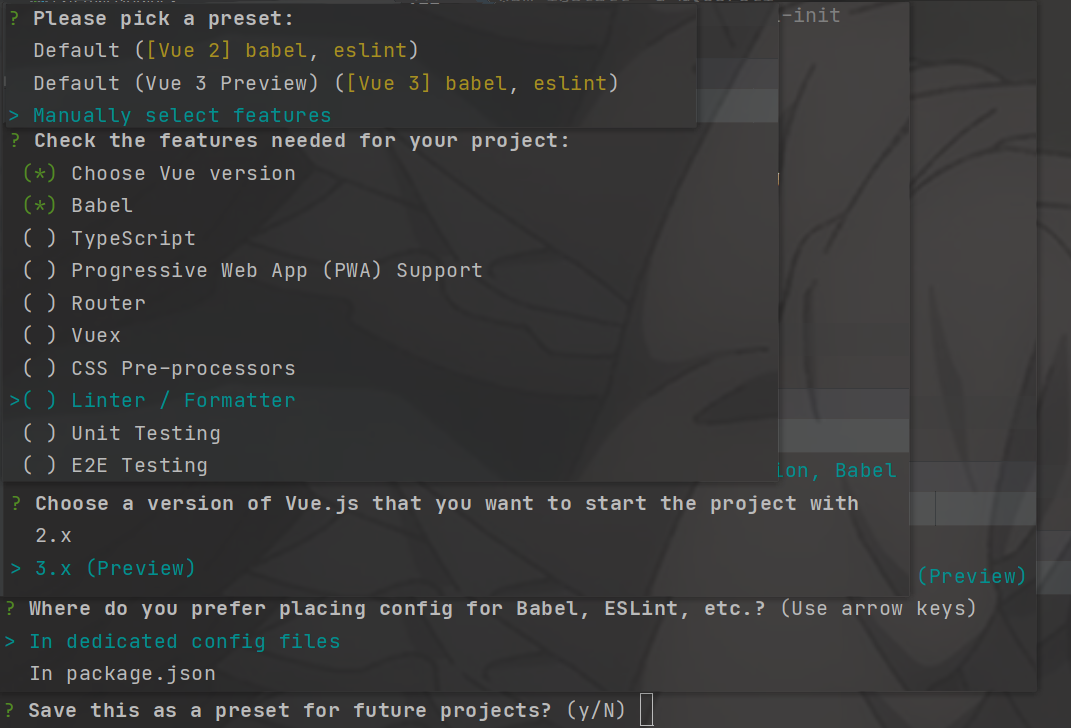 -init
? Please pick a preset:
Default ([Vue 2] babel, eslint)
Default (Vue 3 Preview) ([Vue 3] babel, eslint)
> Manually select features
? Check the features needed for your project:
(*) Choose Vue version
(*) Babel
( ) TypeScript
( ) Progressive Web App (PWA) Support
( ) Router
( ) Vuex
( ) CSS Pre-processors
>( ) Linter / Formatter
( ) Unit Testing
( ) E2E Testing
ion, Babel
? Choose a version of Vue.js that you want to start the project with
2.x
> 3.x (Preview)
(Preview)
? Where do you prefer placing config for Babel, ESLint, etc.? (Use arrow keys)
> In dedicated config files
In package.json
? Save this as a preset for future projects? (y/N)